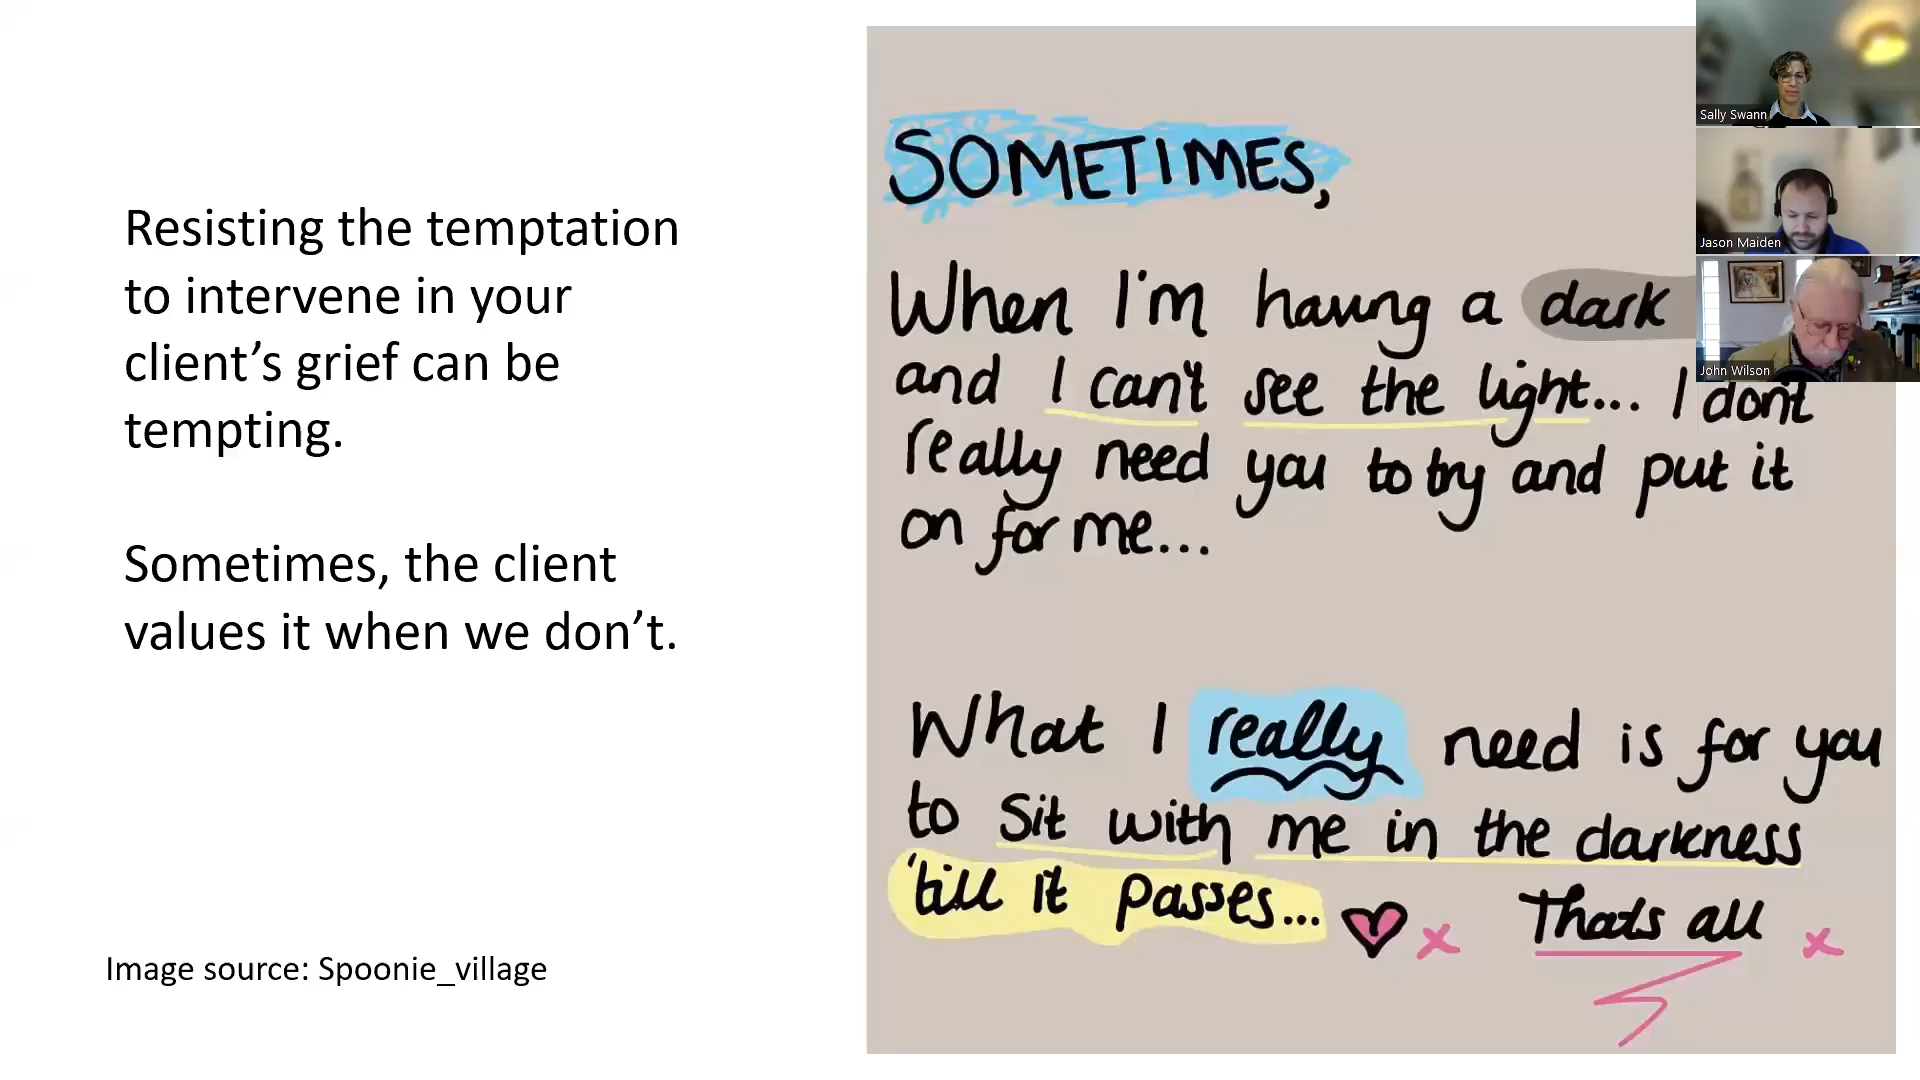 Resisting the temptation
to intervene in your
client’s grief can be
tempting.
Sometimes, the client
values it when we don’t.
Image source: Spoonie_village
SOMETIMES,
When I'm having a dark
and I can't see the light... I dont
really need you to try and put it
on for me...
What I really need is for you
to sit with me in the darkness
'till it passes...
x
Thats all
x
Sally Swann
Jason Maiden
John Wilson